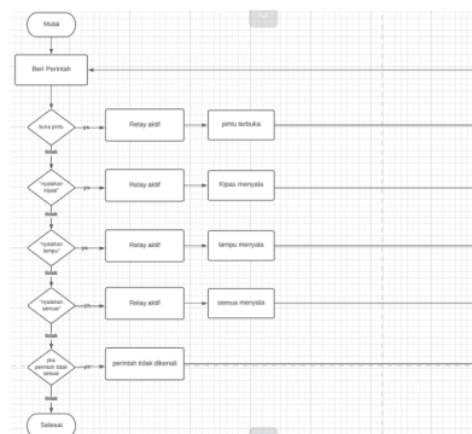 Mulai
Beri Perintah
buka pintu
ya
Relay aktif
pintu terbuka
tidak
"nyalakan
kipas"
ya
Relay aktif
Kipas menyala
tidak
"nyalakan
lampu"
ya
Relay aktif
lampu menyala
tidak
"nyalakan
semua"
ya
Relay aktif
semua menyala
tidak
jika
perintah tidak
sesuai
ya
perintah tidak dikenali
tidak
Selesai